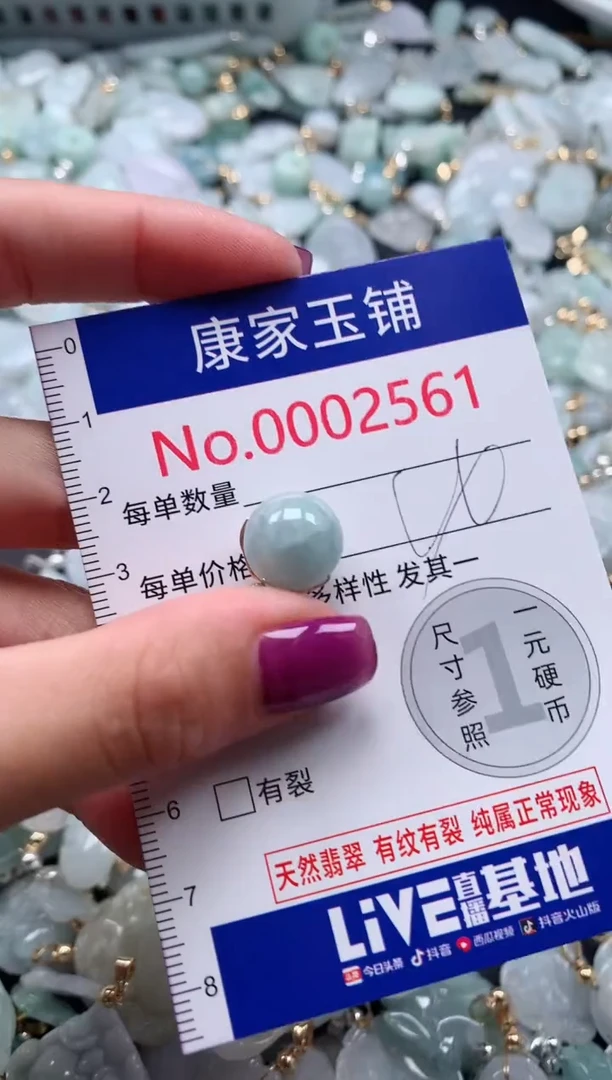 康家玉铺
No.0002561
0
1
2
3
6
7
8
每单数量
每单价格
多样性 发其一
尺寸参照
1
一元硬币
有裂
天然翡翠 有纹有裂 纯属正常现象
LiVE直播基地
今日头条 抖音 西瓜视频 抖音火山版